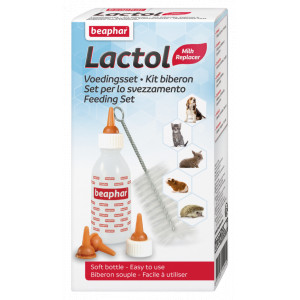 beaphar
Lactol
Milk
Replacer
Voedingsset • Kit biberon
Set per lo svezzamento
Feeding Set
beaphar
Soft bottle - Easy to use
Biberon souple - Facile à utiliser